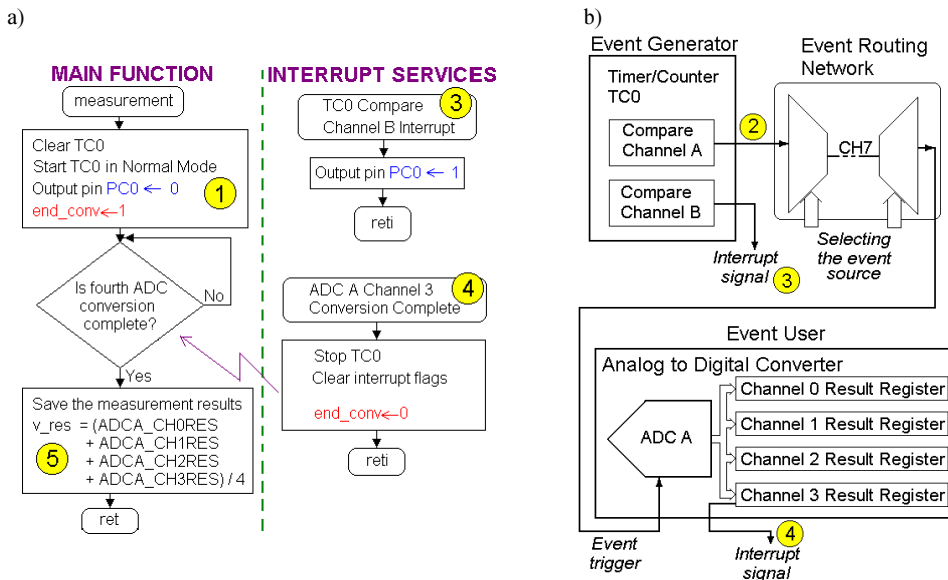 a)
MAIN FUNCTION
measurement
Clear TC0
Start TC0 in Normal Mode
Output pin PC0 ← 0
end_conv←1
1
Is fourth ADC
conversion
complete?
No
Yes
Save the measurement results
v_res = (ADCA_CH0RES
+ ADCA_CH1RES
+ ADCA_CH2RES
+ ADCA_CH3RES) / 4
5
ret
INTERRUPT SERVICES
TC0 Compare
Channel B Interrupt
3
Output pin PC0 ← 1
reti
ADC A Channel 3
Conversion Complete
4
Stop TC0
Clear interrupt flags
end_conv←0
reti
b)
Event Generator
Timer/Counter
TC0
Compare
Channel A
2
Compare
Channel B
Interrupt
signal
3
Event Routing
Network
CH7
Selecting
the event
source
Event User
Analog to Digital Converter
ADC A
Channel 0 Result Register
Channel 1 Result Register
Channel 2 Result Register
Channel 3 Result Register
Event
trigger
4
Interrupt
signal